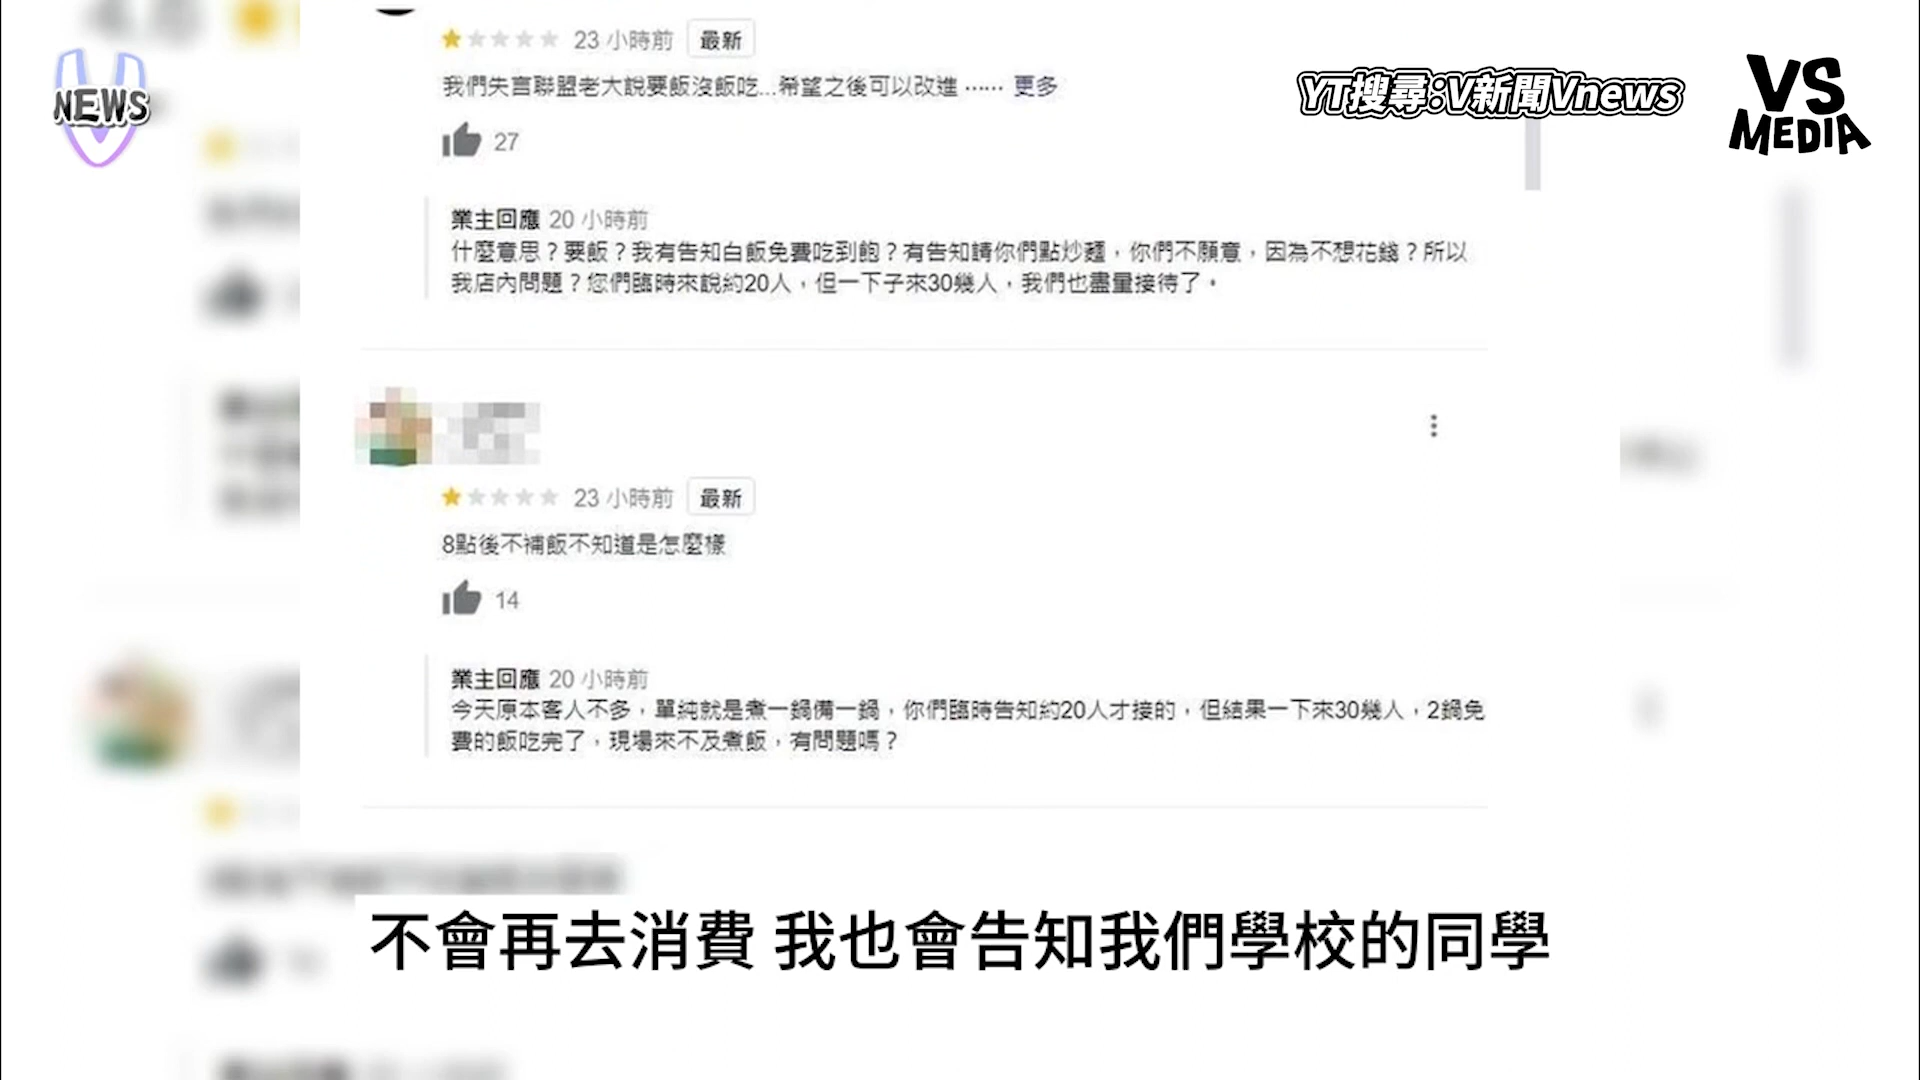 NEWS
YT搜尋:V新聞Vnews
VS
MEDIA
23 小時前 最新
我們失言聯盟老大說要飯沒飯吃...希望之後可以改進 …… 更多
27
業主回應 20 小時前
什麼意思？要飯？我有告知白飯免費吃到飽？有告知請你們點炒麵，你們不願意，因為不想花錢？所以
我店內問題？您們臨時來說約20人，但一下子來30幾人，我們也盡量接待了。
23 小時前 最新
8點後不補飯不知道是怎麼樣
14
業主回應 20 小時前
今天原本客人不多，單純就是煮一鍋備一鍋，你們臨時告知約20人才接的，但結果一下來30幾人，2鍋免
費的飯吃完了，現場來不及煮飯，有問題嗎？
不會再去消費 我也會告知我們學校的同學